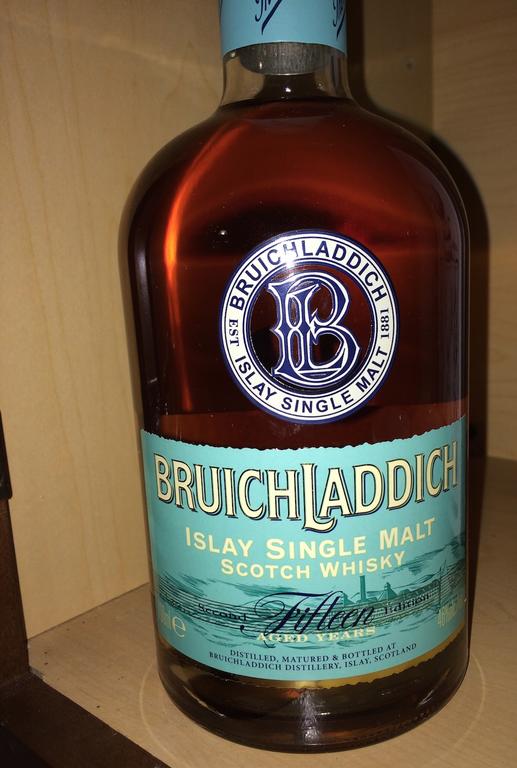 BRUICHLADDICH
EST
1881
ISLAY SINGLE MALT
BRUICHLADDICH
ISLAY SINGLE MALT
SCOTCH WHISKY
Second Fifteen Edition
AGED YEARS
DISTILLED, MATURED & BOTTLED AT
BRUICHLADDICH DISTILLERY, ISLAY, SCOTLAND